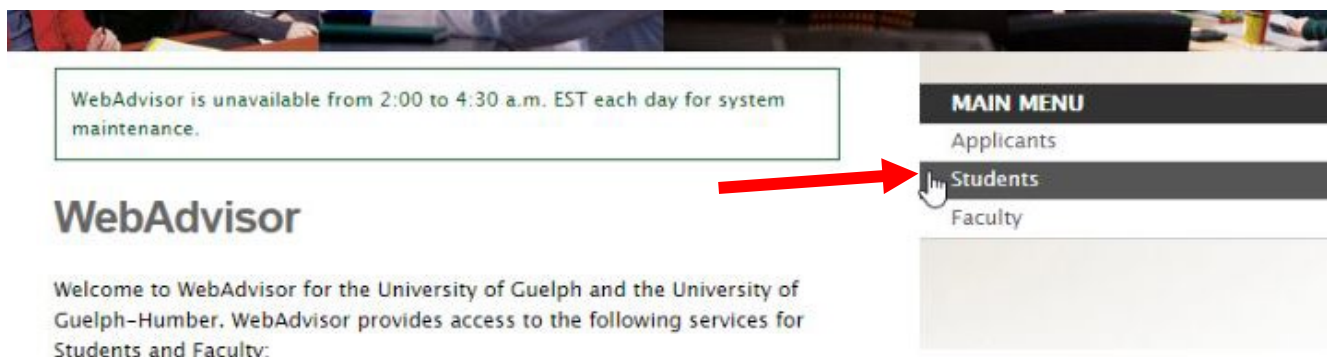 WebAdvisor is unavailable from 2:00 to 4:30 a.m. EST each day for system
maintenance.
WebAdvisor
Welcome to WebAdvisor for the University of Guelph and the University of
Guelph-Humber. WebAdvisor provides access to the following services for
Students and Faculty:
MAIN MENU
Applicants
Students
Faculty